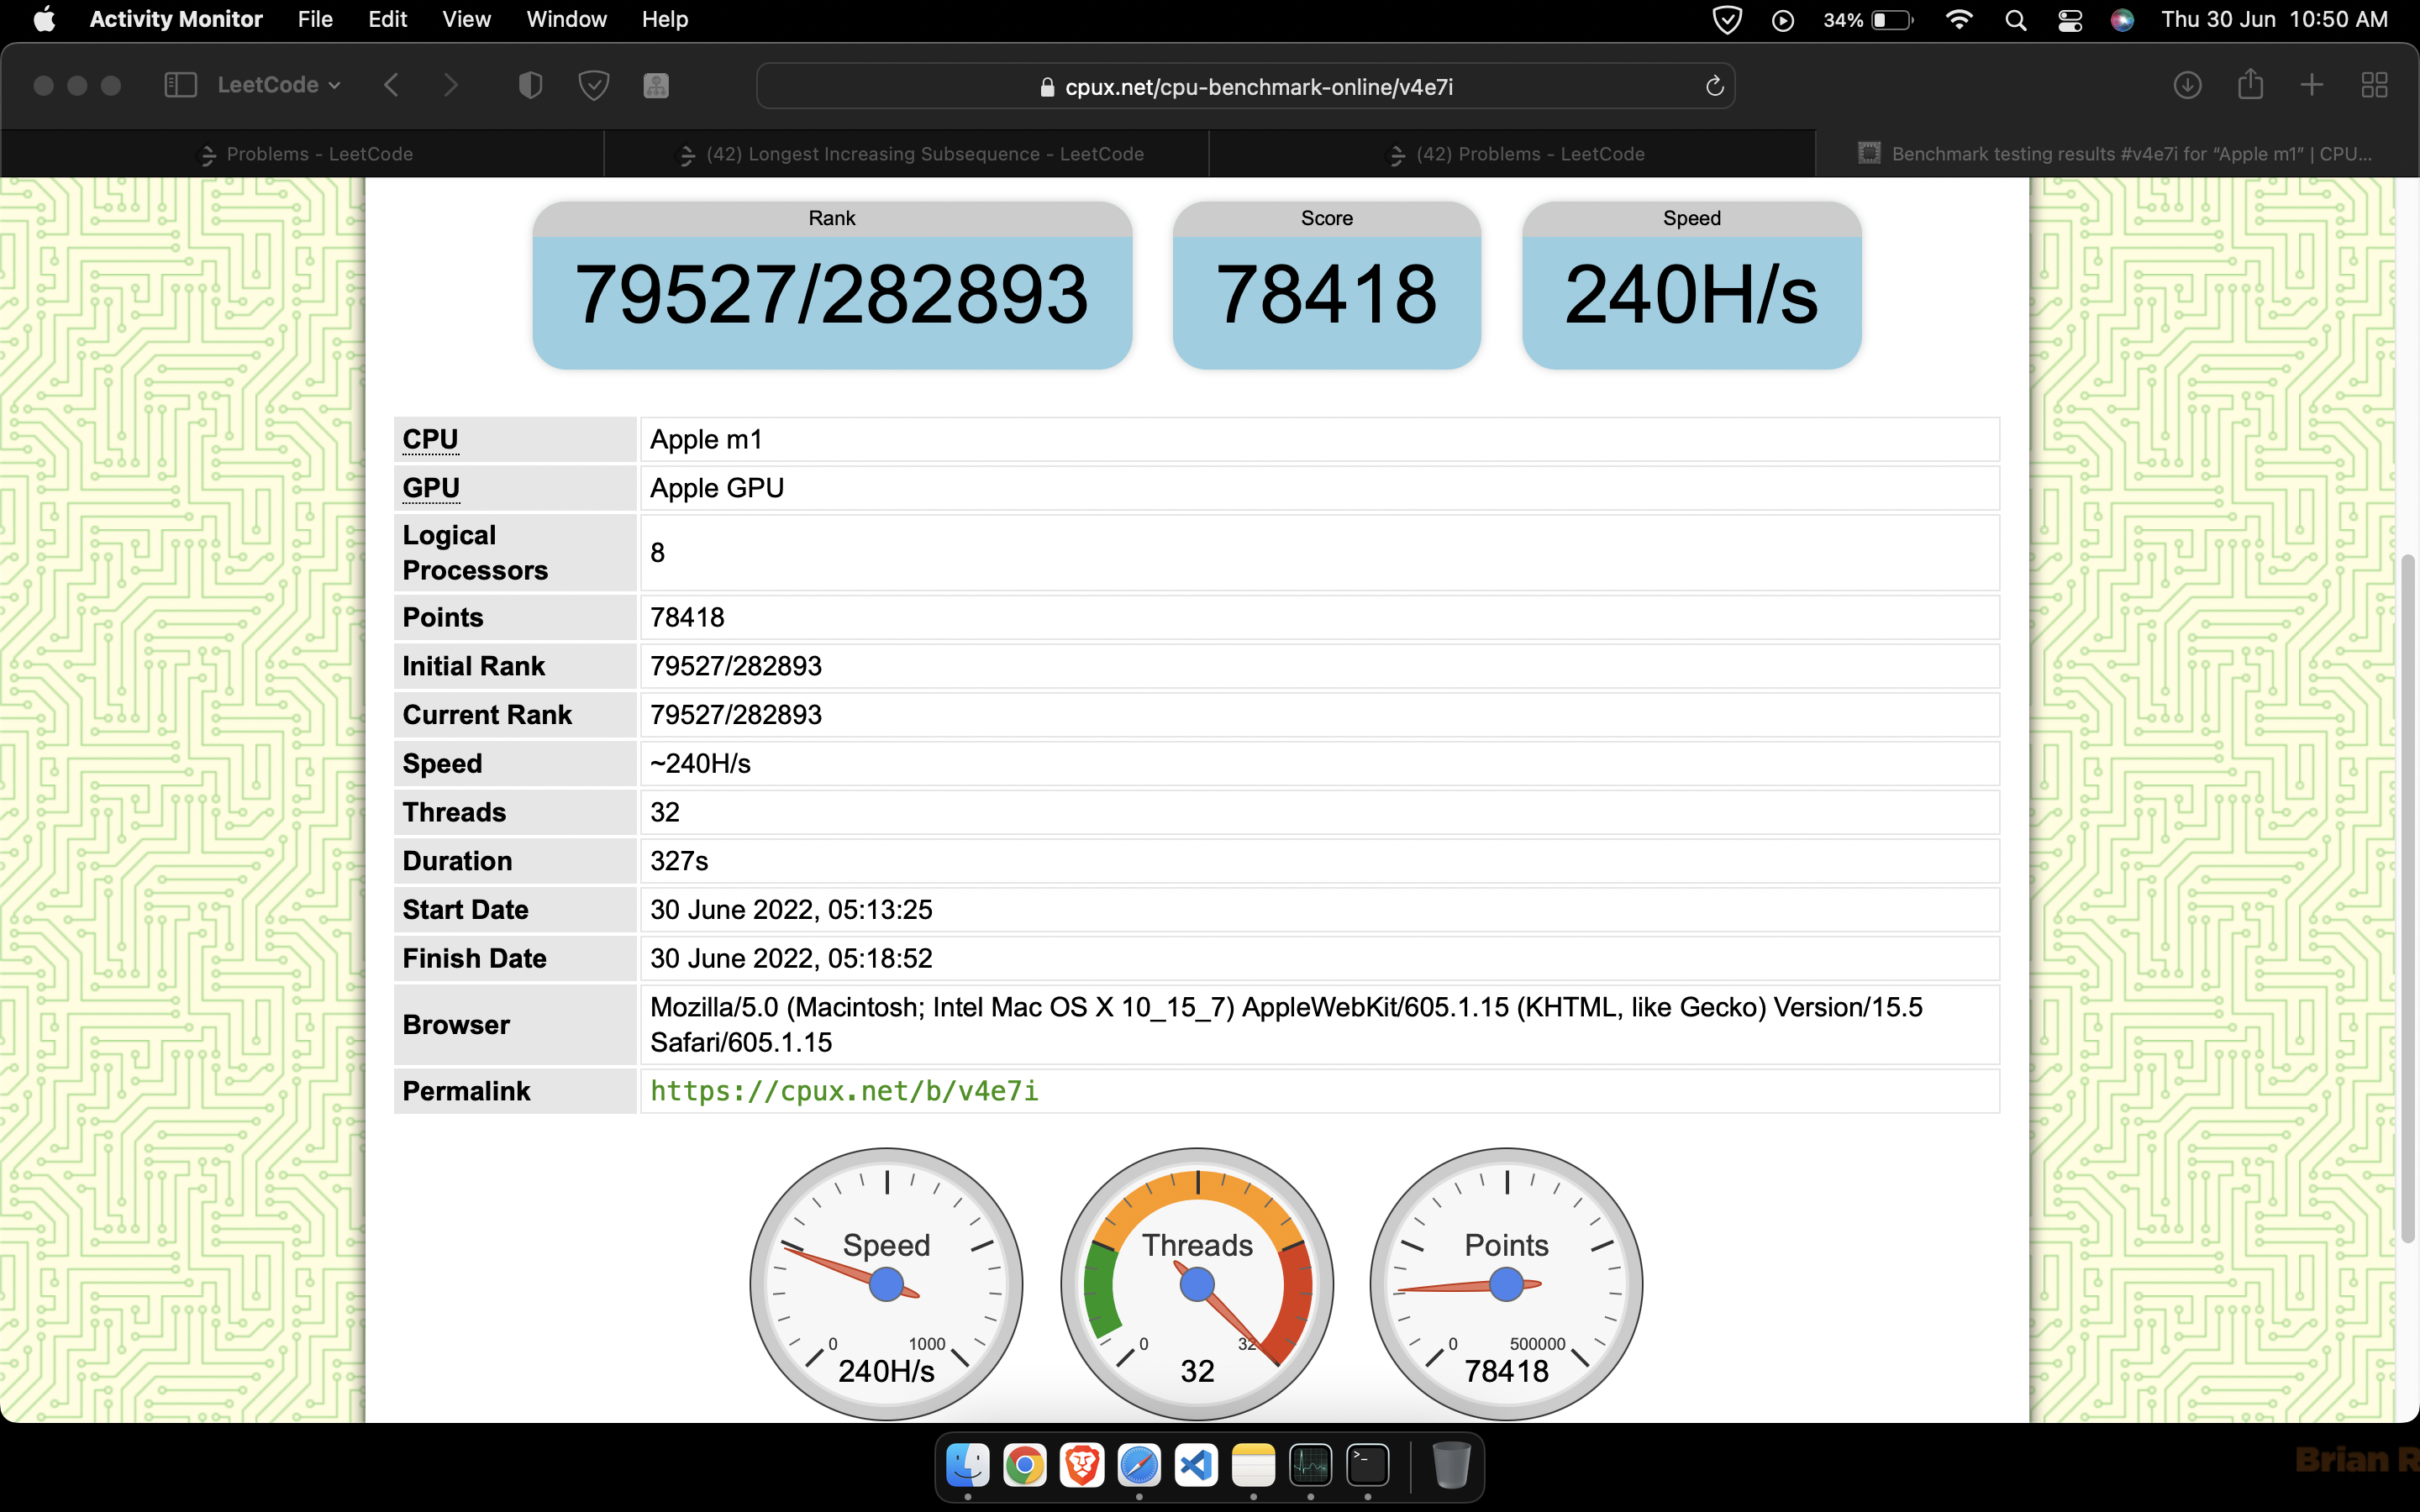 Activity Monitor File Edit View Window Help 34% Thu 30 Jun 10:50 AM
LeetCode cpux.net/cpu-benchmark-online/v4e7i
Problems - LeetCode (42) Longest Increasing Subsequence - LeetCode (42) Problems - LeetCode Benchmark testing results #v4e7i for “Apple m1” | CPU...
Rank Score Speed
79527/282893 78418 240H/s
CPU Apple m1
GPU Apple GPU
Logical
Processors 8
Points 78418
Initial Rank 79527/282893
Current Rank 79527/282893
Speed ~240H/s
Threads 32
Duration 327s
Start Date 30 June 2022, 05:13:25
Finish Date 30 June 2022, 05:18:52
Browser Mozilla/5.0 (Macintosh; Intel Mac OS X 10_15_7) AppleWebKit/605.1.15 (KHTML, like Gecko) Version/15.5
Safari/605.1.15
Permalink https://cpux.net/b/v4e7i
Speed Threads Points
0 1000 0 32 0 500000
240H/s 32 78418
Brian R